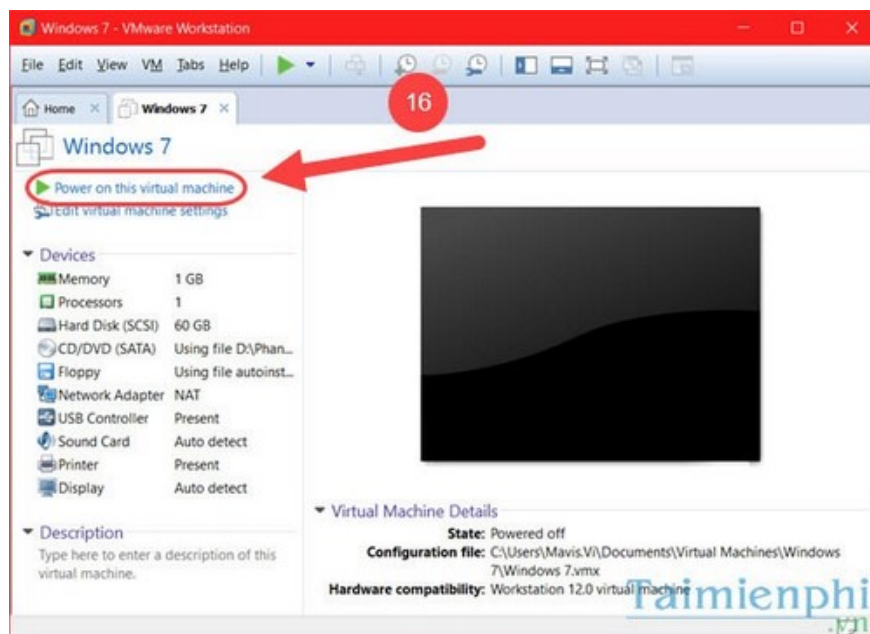 Windows 7 - VMware Workstation
File Edit View VM Tabs Help
Home Windows 7
16
Windows 7
Power on this virtual machine
Edit virtual machine settings
Devices
Memory 1 GB
Processors 1
Hard Disk (SCSI) 60 GB
CD/DVD (SATA) Using file D:\Phan...
Floppy Using file autoinst...
Network Adapter NAT
USB Controller Present
Sound Card Auto detect
Printer Present
Display Auto detect
Description
Type here to enter a description of this
virtual machine.
Virtual Machine Details
State: Powered off
Configuration file: C:\Users\Mavis.Vi\Documents\Virtual Machines\Windows
7\Windows 7.vmx
Hardware compatibility: Workstation 12.0 virtual machine
Taimienphi
.vn